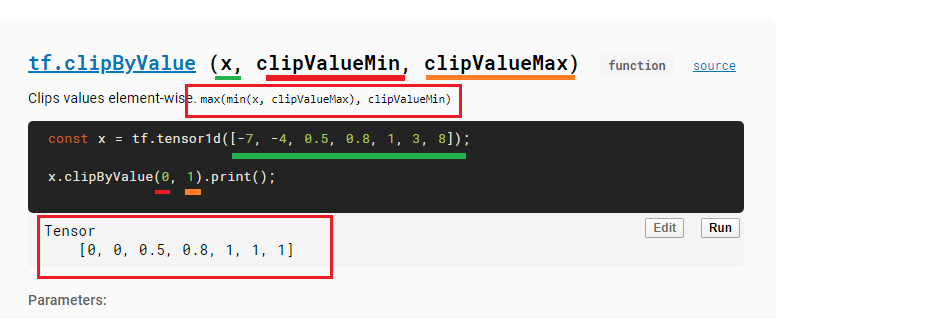 tf.clipByValue (x, clipValueMin, clipValueMax) function source
Clips values element-wise. max(min(x, clipValueMax), clipValueMin)
const x = tf.tensor1d([-7, -4, 0.5, 0.8, 1, 3, 8]);
x.clipByValue(0, 1).print();
Edit Run
Tensor
[0, 0, 0.5, 0.8, 1, 1, 1]
Parameters: